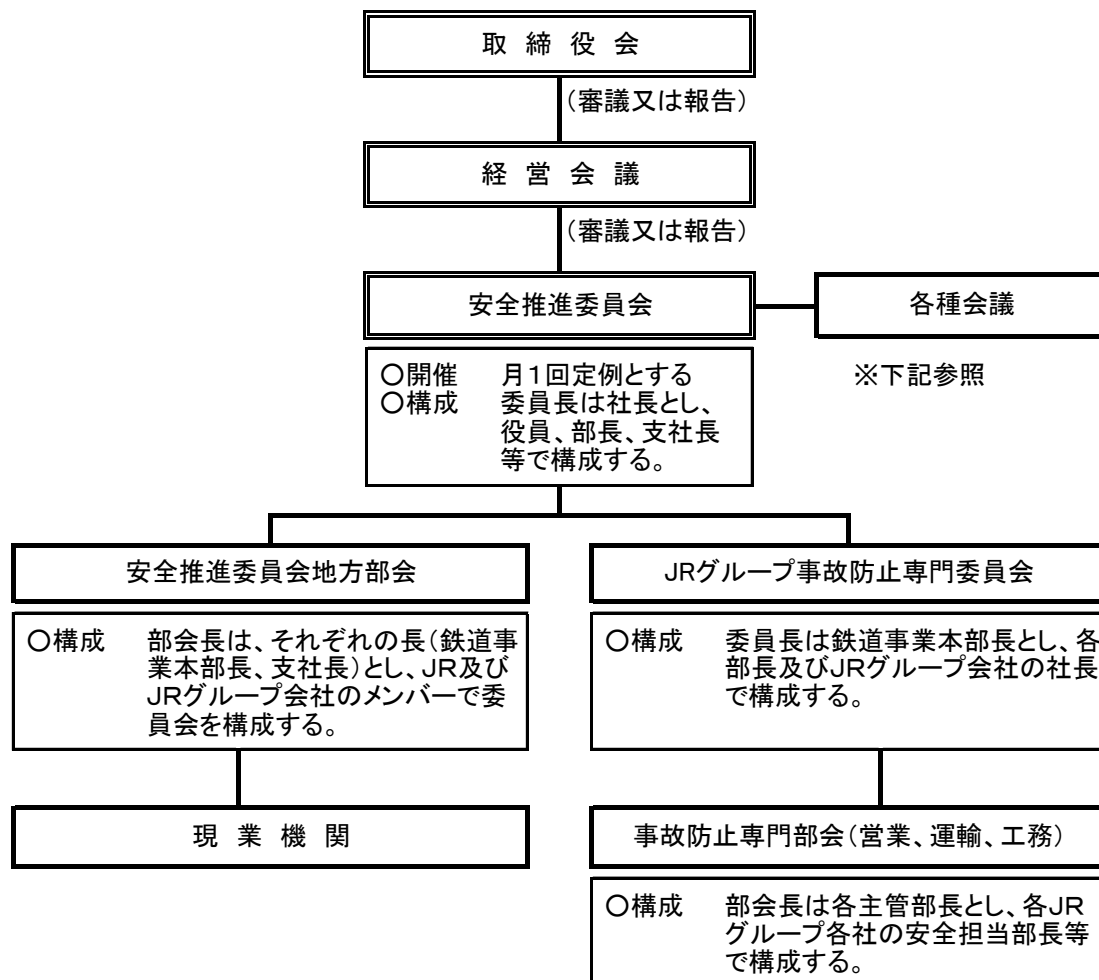 取 締 役 会
(審議又は報告)
経 営 会 議
(審議又は報告)
安全推進委員会
各種会議
○開催 月1回定例とする
○構成 委員長は社長とし、
役員、部長、支社長
等で構成する。
※下記参照
安全推進委員会地方部会
○構成 部会長は、それぞれの長(鉄道事
業本部長、支社長)とし、JR及び
JRグループ会社のメンバーで委
員会を構成する。
現 業 機 関
JRグループ事故防止専門委員会
○構成 委員長は鉄道事業本部長とし、各
部長及びJRグループ会社の社長
で構成する。
事故防止専門部会(営業、運輸、工務)
○構成 部会長は各主管部長とし、各JR
グループ各社の安全担当部長等
で構成する。